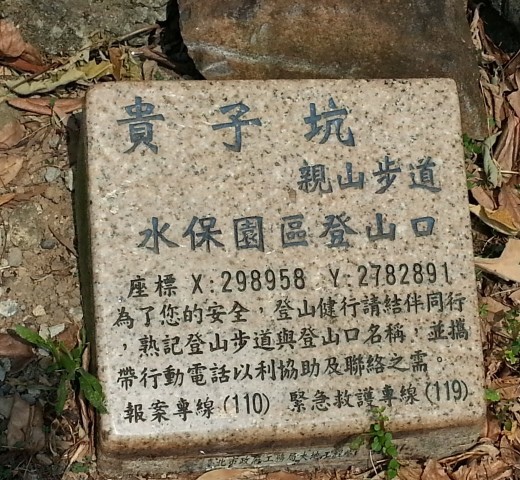 貴子坑
親山步道
水保園區登山口
座標 X:298958 Y:2782891
為了您的安全，登山健行請結伴同行
，熟記登山步道與登山口名稱，並攜
帶行動電話以利協助及聯絡之需。
報案專線(110) 緊急救護專線(119)